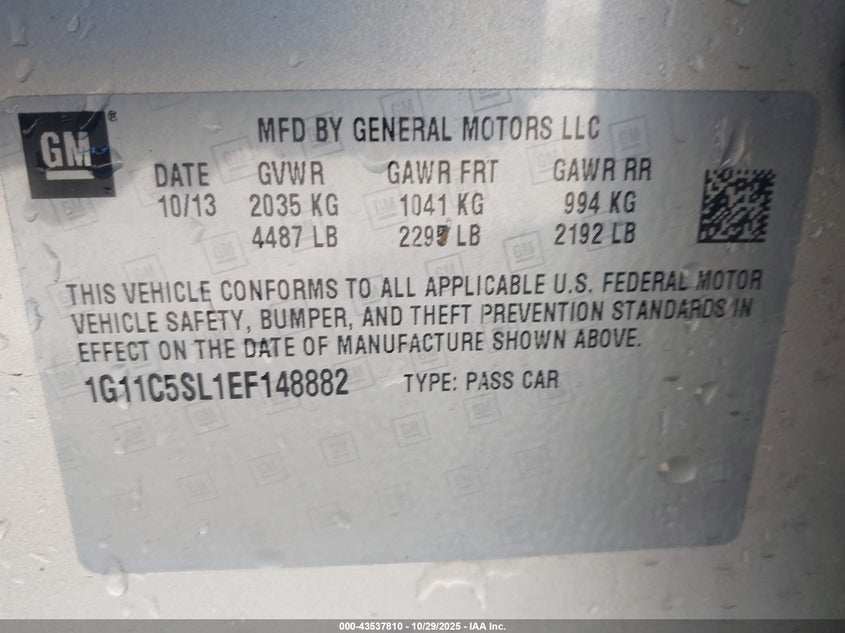 GM ®
MFD BY GENERAL MOTORS LLC
DATE GVWR GAWR FRT GAWR RR
10/13 2035 KG 1041 KG 994 KG
4487 LB 2295 LB 2192 LB
THIS VEHICLE CONFORMS TO ALL APPLICABLE U.S. FEDERAL MOTOR
VEHICLE SAFETY, BUMPER, AND THEFT PREVENTION STANDARDS IN
EFFECT ON THE DATE OF MANUFACTURE SHOWN ABOVE.
1G11C5SL1EF148882 TYPE: PASS CAR
000-43537810 - 10/29/2025 - IAA Inc.